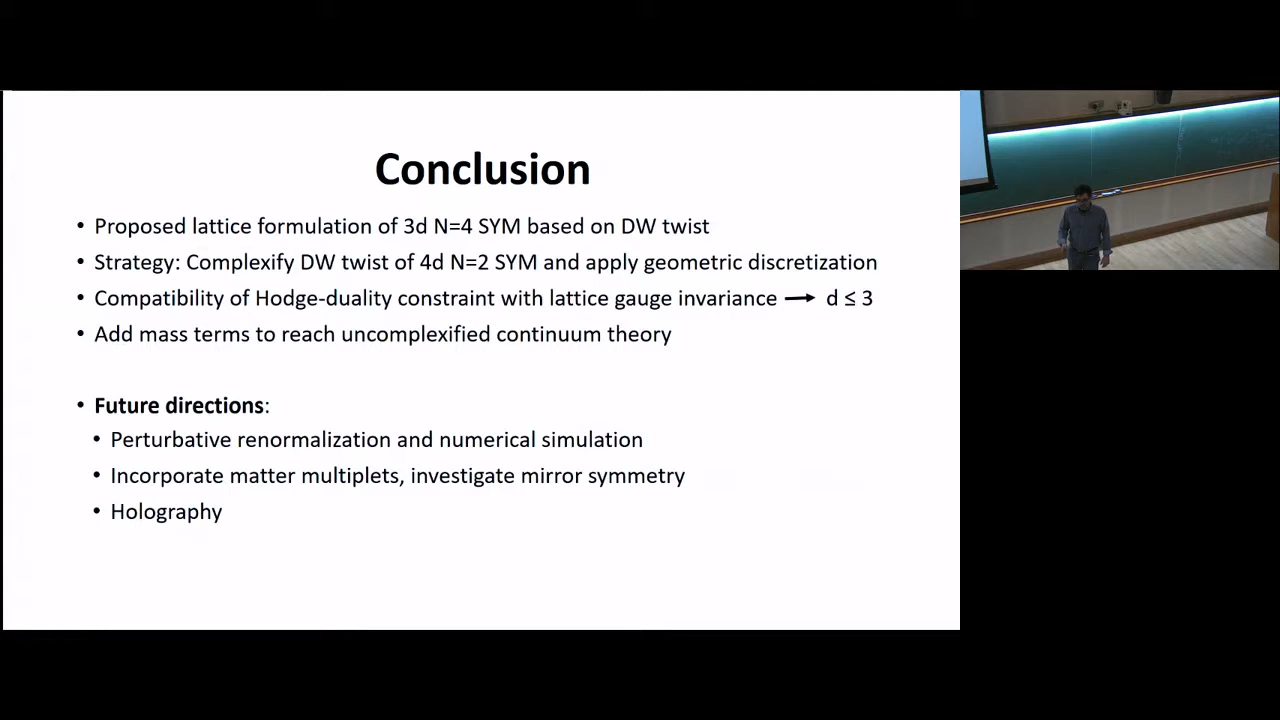 Conclusion
• Proposed lattice formulation of 3d N=4 SYM based on DW twist
• Strategy: Complexify DW twist of 4d N=2 SYM and apply geometric discretization
• Compatibility of Hodge-duality constraint with lattice gauge invariance → d ≤ 3
• Add mass terms to reach uncomplexified continuum theory
• Future directions:
• Perturbative renormalization and numerical simulation
• Incorporate matter multiplets, investigate mirror symmetry
• Holography